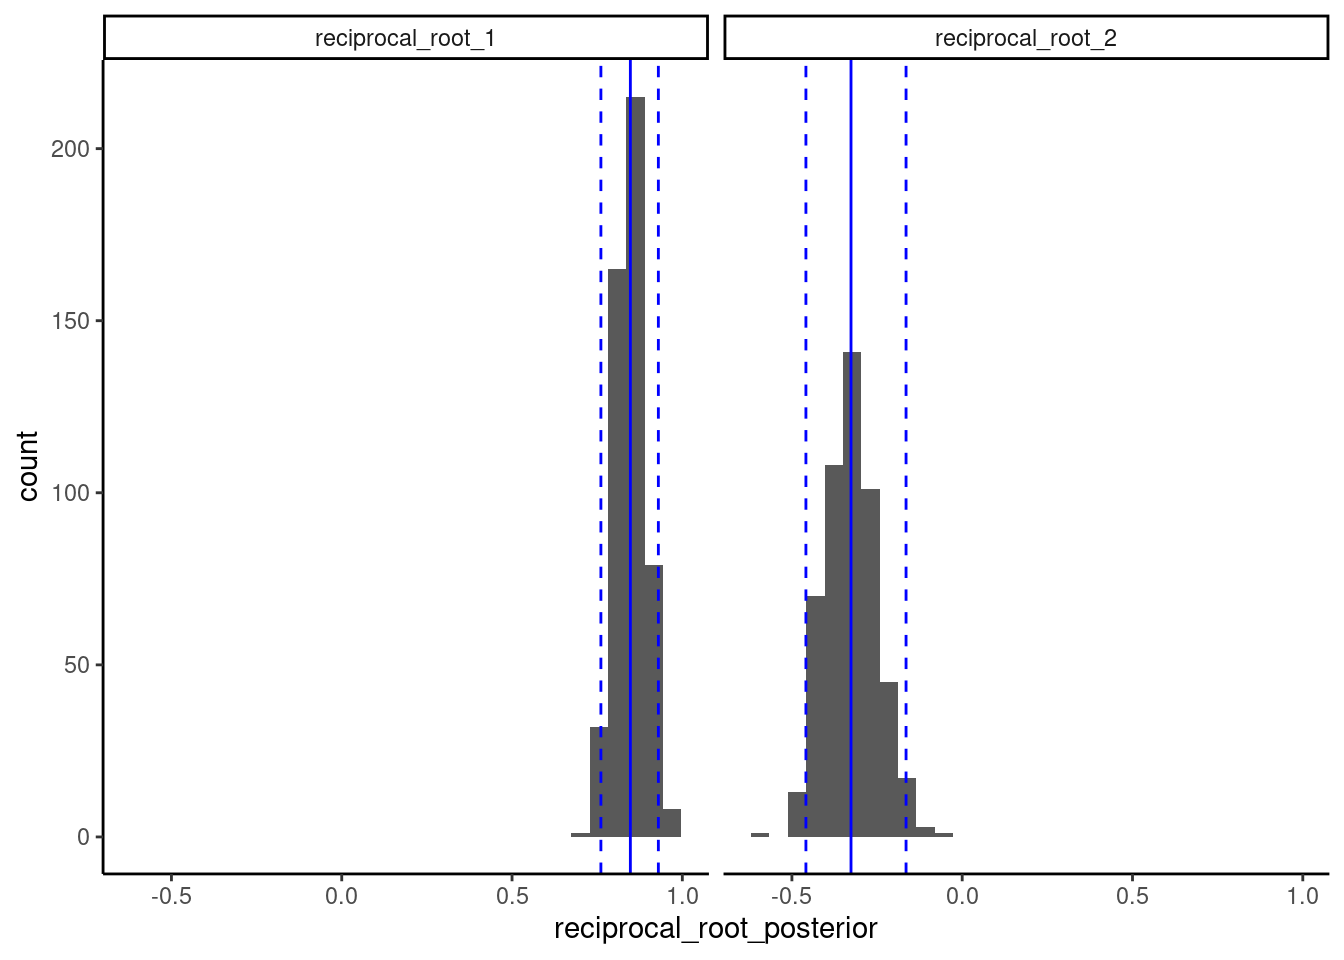 reciprocal_root_1
reciprocal_root_2
200
150
100
50
0
count
-0.5 0.0 0.5 1.0
-0.5 0.0 0.5 1.0
reciprocal_root_posterior